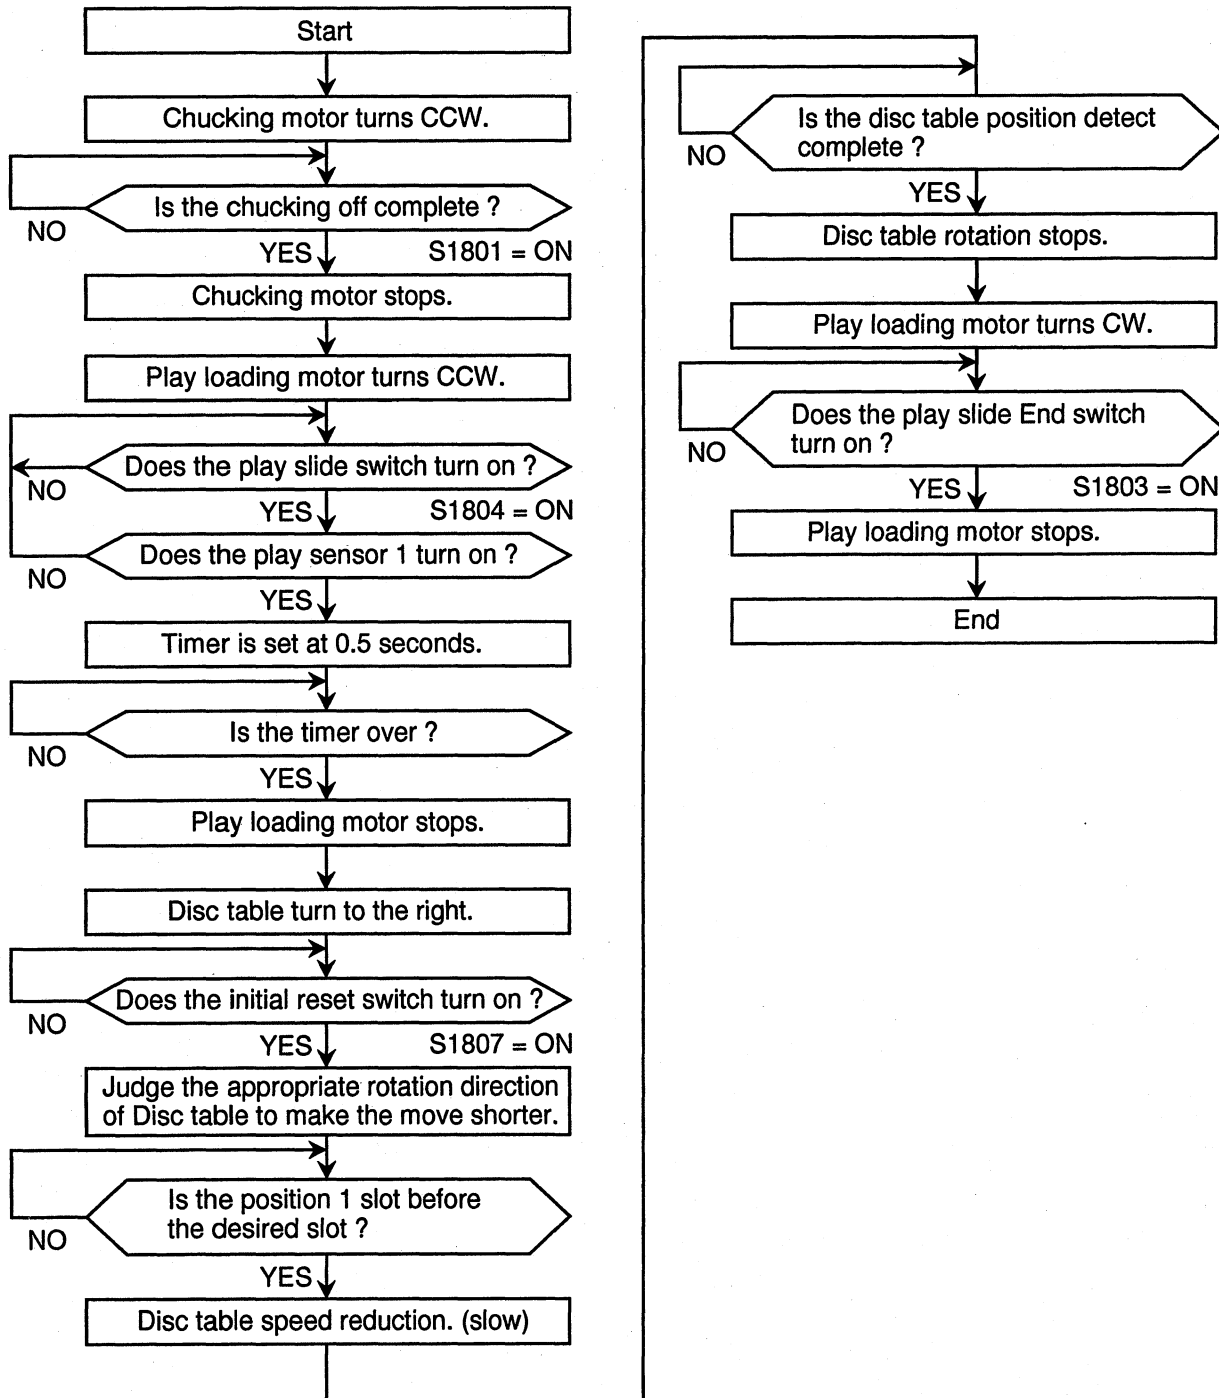 Start
Chucking motor turns CCW.
Is the chucking off complete ?
NO
YES
S1801 = ON
Chucking motor stops.
Play loading motor turns CCW.
Does the play slide switch turn on ?
NO
YES
S1804 = ON
Does the play sensor 1 turn on ?
NO
YES
Timer is set at 0.5 seconds.
Is the timer over ?
NO
YES
Play loading motor stops.
Disc table turn to the right.
Does the initial reset switch turn on ?
NO
YES
S1807 = ON
Judge the appropriate rotation direction
of Disc table to make the move shorter.
Is the position 1 slot before
the desired slot ?
NO
YES
Disc table speed reduction. (slow)
Is the disc table position detect
complete ?
NO
YES
Disc table rotation stops.
Play loading motor turns CW.
Does the play slide End switch
turn on ?
NO
YES
S1803 = ON
Play loading motor stops.
End